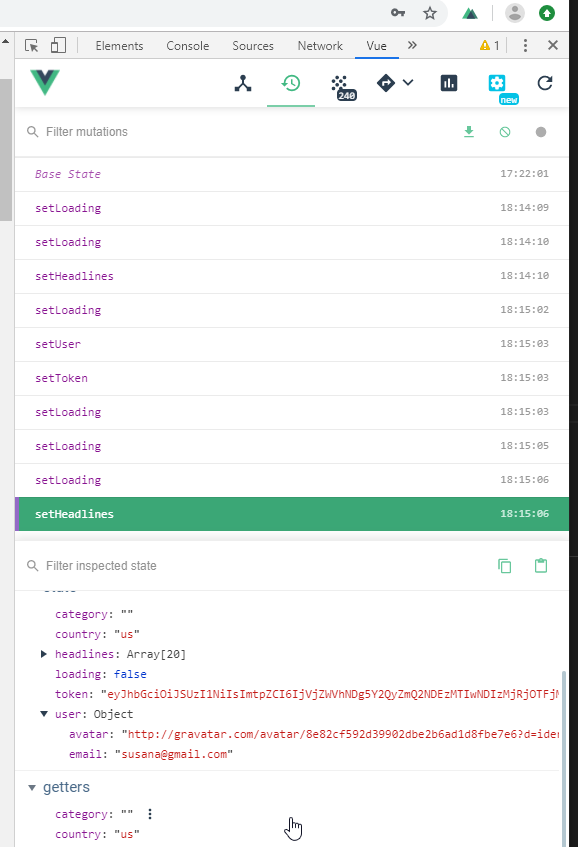 Elements Console Sources Network Vue » 1
240
new
Filter mutations
Base State 17:22:01
setLoading 18:14:09
setLoading 18:14:10
setHeadlines 18:14:10
setLoading 18:15:02
setUser 18:15:03
setToken 18:15:03
setLoading 18:15:03
setLoading 18:15:05
setLoading 18:15:06
setHeadlines 18:15:06
Filter inspected state
state
category: ""
country: "us"
headlines: Array[20]
loading: false
token: "eyJhbGciOiJSUzI1NiIsImtpZCI6IjVjZWVhNDg5Y2QyZmQ2NDEzMTIwNDIzMjRjOTFjM
user: Object
avatar: "http://gravatar.com/avatar/8e82cf592d39902dbe2b6ad1d8fbe7e6?d=iden
email: "susana@gmail.com"
getters
category: ""
country: "us"